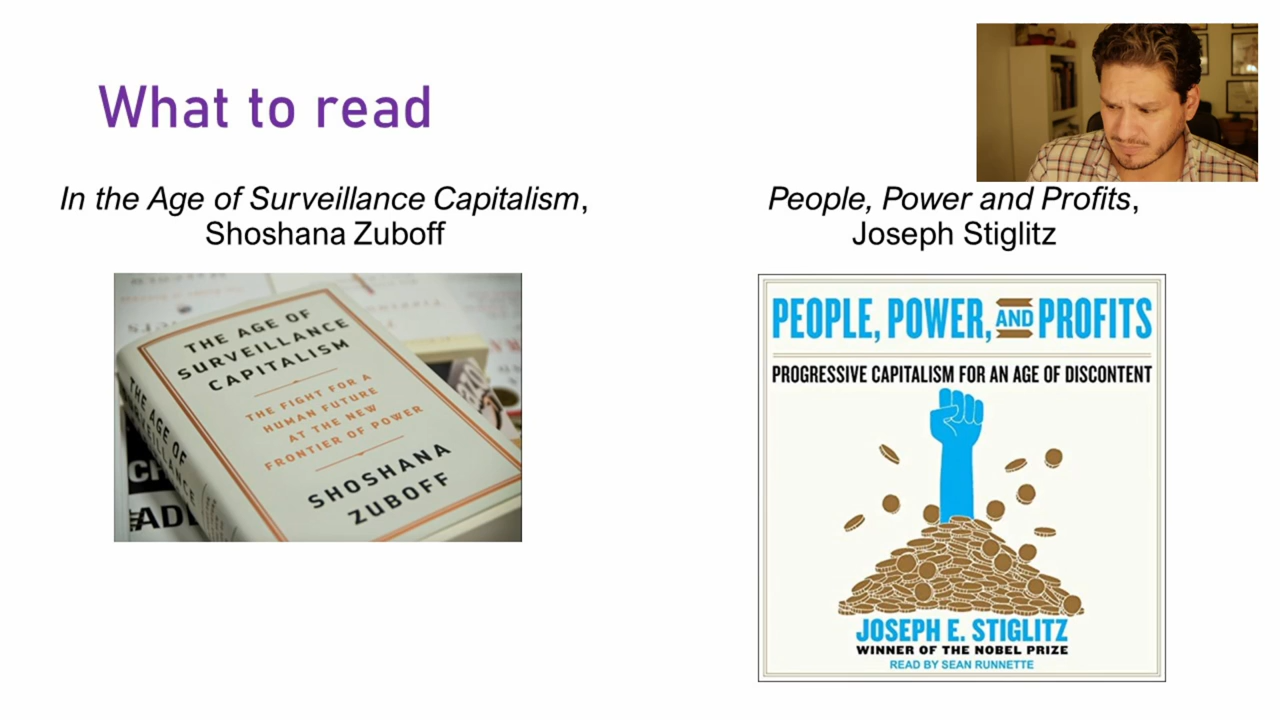 What to read
In the Age of Surveillance Capitalism,
Shoshana Zuboff
People, Power and Profits,
Joseph Stiglitz
THE AGE OF
SURVEILLANCE
CAPITALISM
THE FIGHT FOR A
HUMAN FUTURE
AT THE NEW
FRONTIER OF POWER
SHOSHANA
ZUBOFF
THE AGE OF
PEOPLE, POWER, AND PROFITS
PROGRESSIVE CAPITALISM FOR AN AGE OF DISCONTENT
JOSEPH E. STIGLITZ
WINNER OF THE NOBEL PRIZE
READ BY SEAN RUNNETTE